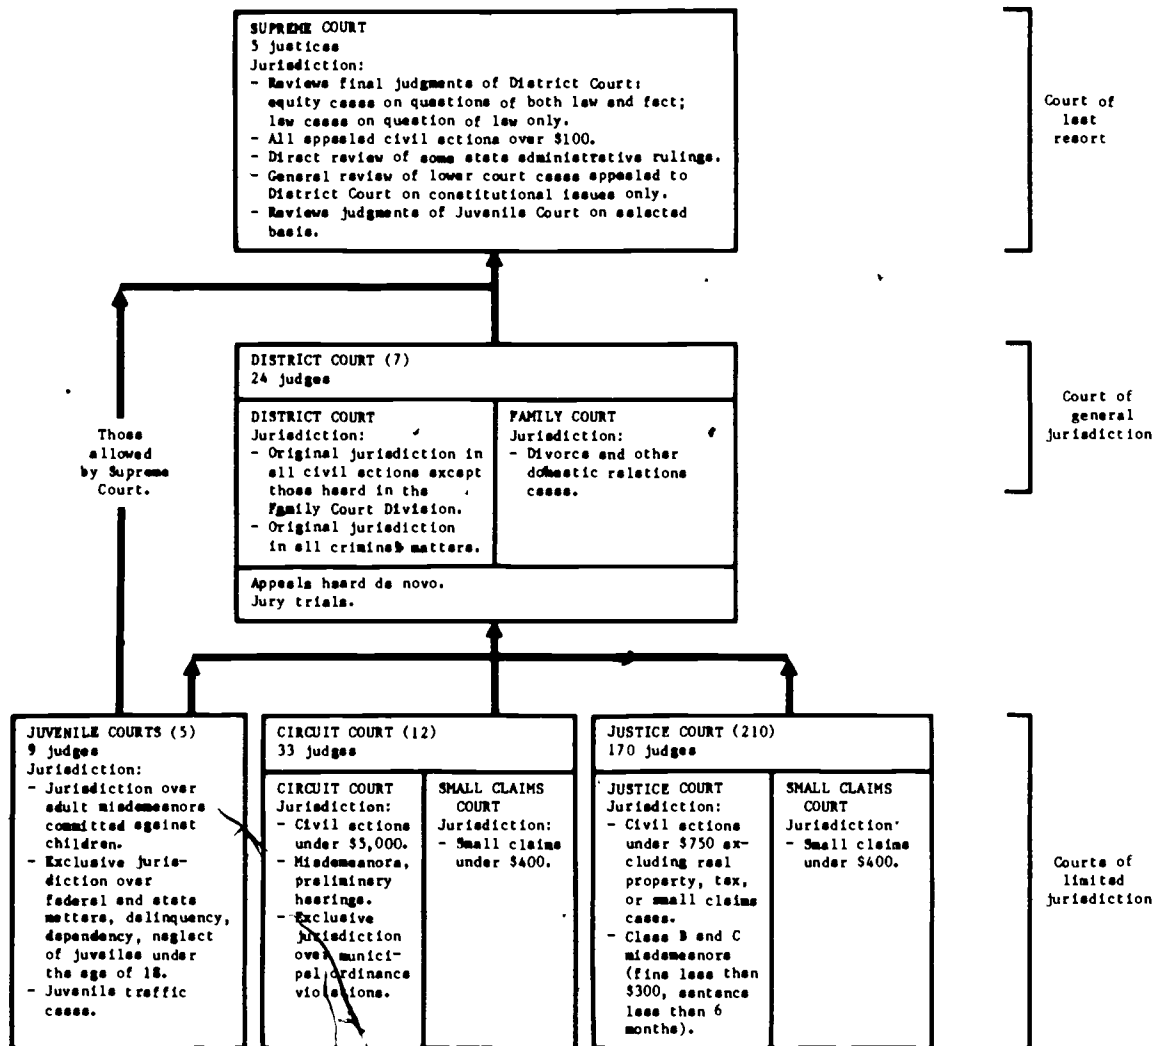 SUPREME COURT
5 justices
Jurisdiction:
- Reviews final judgments of District Court:
equity cases on questions of both law and fact;
law cases on question of law only.
- All appealed civil actions over $100.
- Direct review of some state administrative rulings.
- General review of lower court cases appealed to
District Court on constitutional issues only.
- Reviews judgments of Juvenile Court on selected
basis.
Court of
last
resort
DISTRICT COURT (7)
24 judges
DISTRICT COURT
Jurisdiction:
- Original jurisdiction in
all civil actions except
those heard in the
Family Court Division.
- Original jurisdiction
in all criminal matters.
FAMILY COURT
Jurisdiction:
- Divorce and other
domestic relations
cases.
Appeals heard de novo.
Jury trials.
Court of
general
jurisdiction
Those
allowed
by Supreme
Court.
JUVENILE COURTS (5)
9 judges
Jurisdiction:
- Jurisdiction over
adult misdemeanors
committed against
children.
- Exclusive juris-
diction over
federal and state
matters, delinquency,
dependency, neglect
of juveiles under
the age of 18.
- Juvenile traffic
cases.
CIRCUIT COURT (12)
33 judges
CIRCUIT COURT
Jurisdiction:
- Civil actions
under $5,000.
- Misdemeanors,
preliminary
hearings.
- Exclusive
jurisdiction
over munici-
pal ordinance
violations.
SMALL CLAIMS
COURT
Jurisdiction:
- Small claims
under $400.
JUSTICE COURT (210)
170 judges
JUSTICE COURT
Jurisdiction:
- Civil actions
under $750 ex-
cluding real
property, tax,
or small claims
cases.
- Class B and C
misdemeanors
(fine less than
$300, sentence
less than 6
months).
SMALL CLAIMS
COURT
Jurisdiction
- Small claims
under $400.
Courts of
limited
jurisdiction